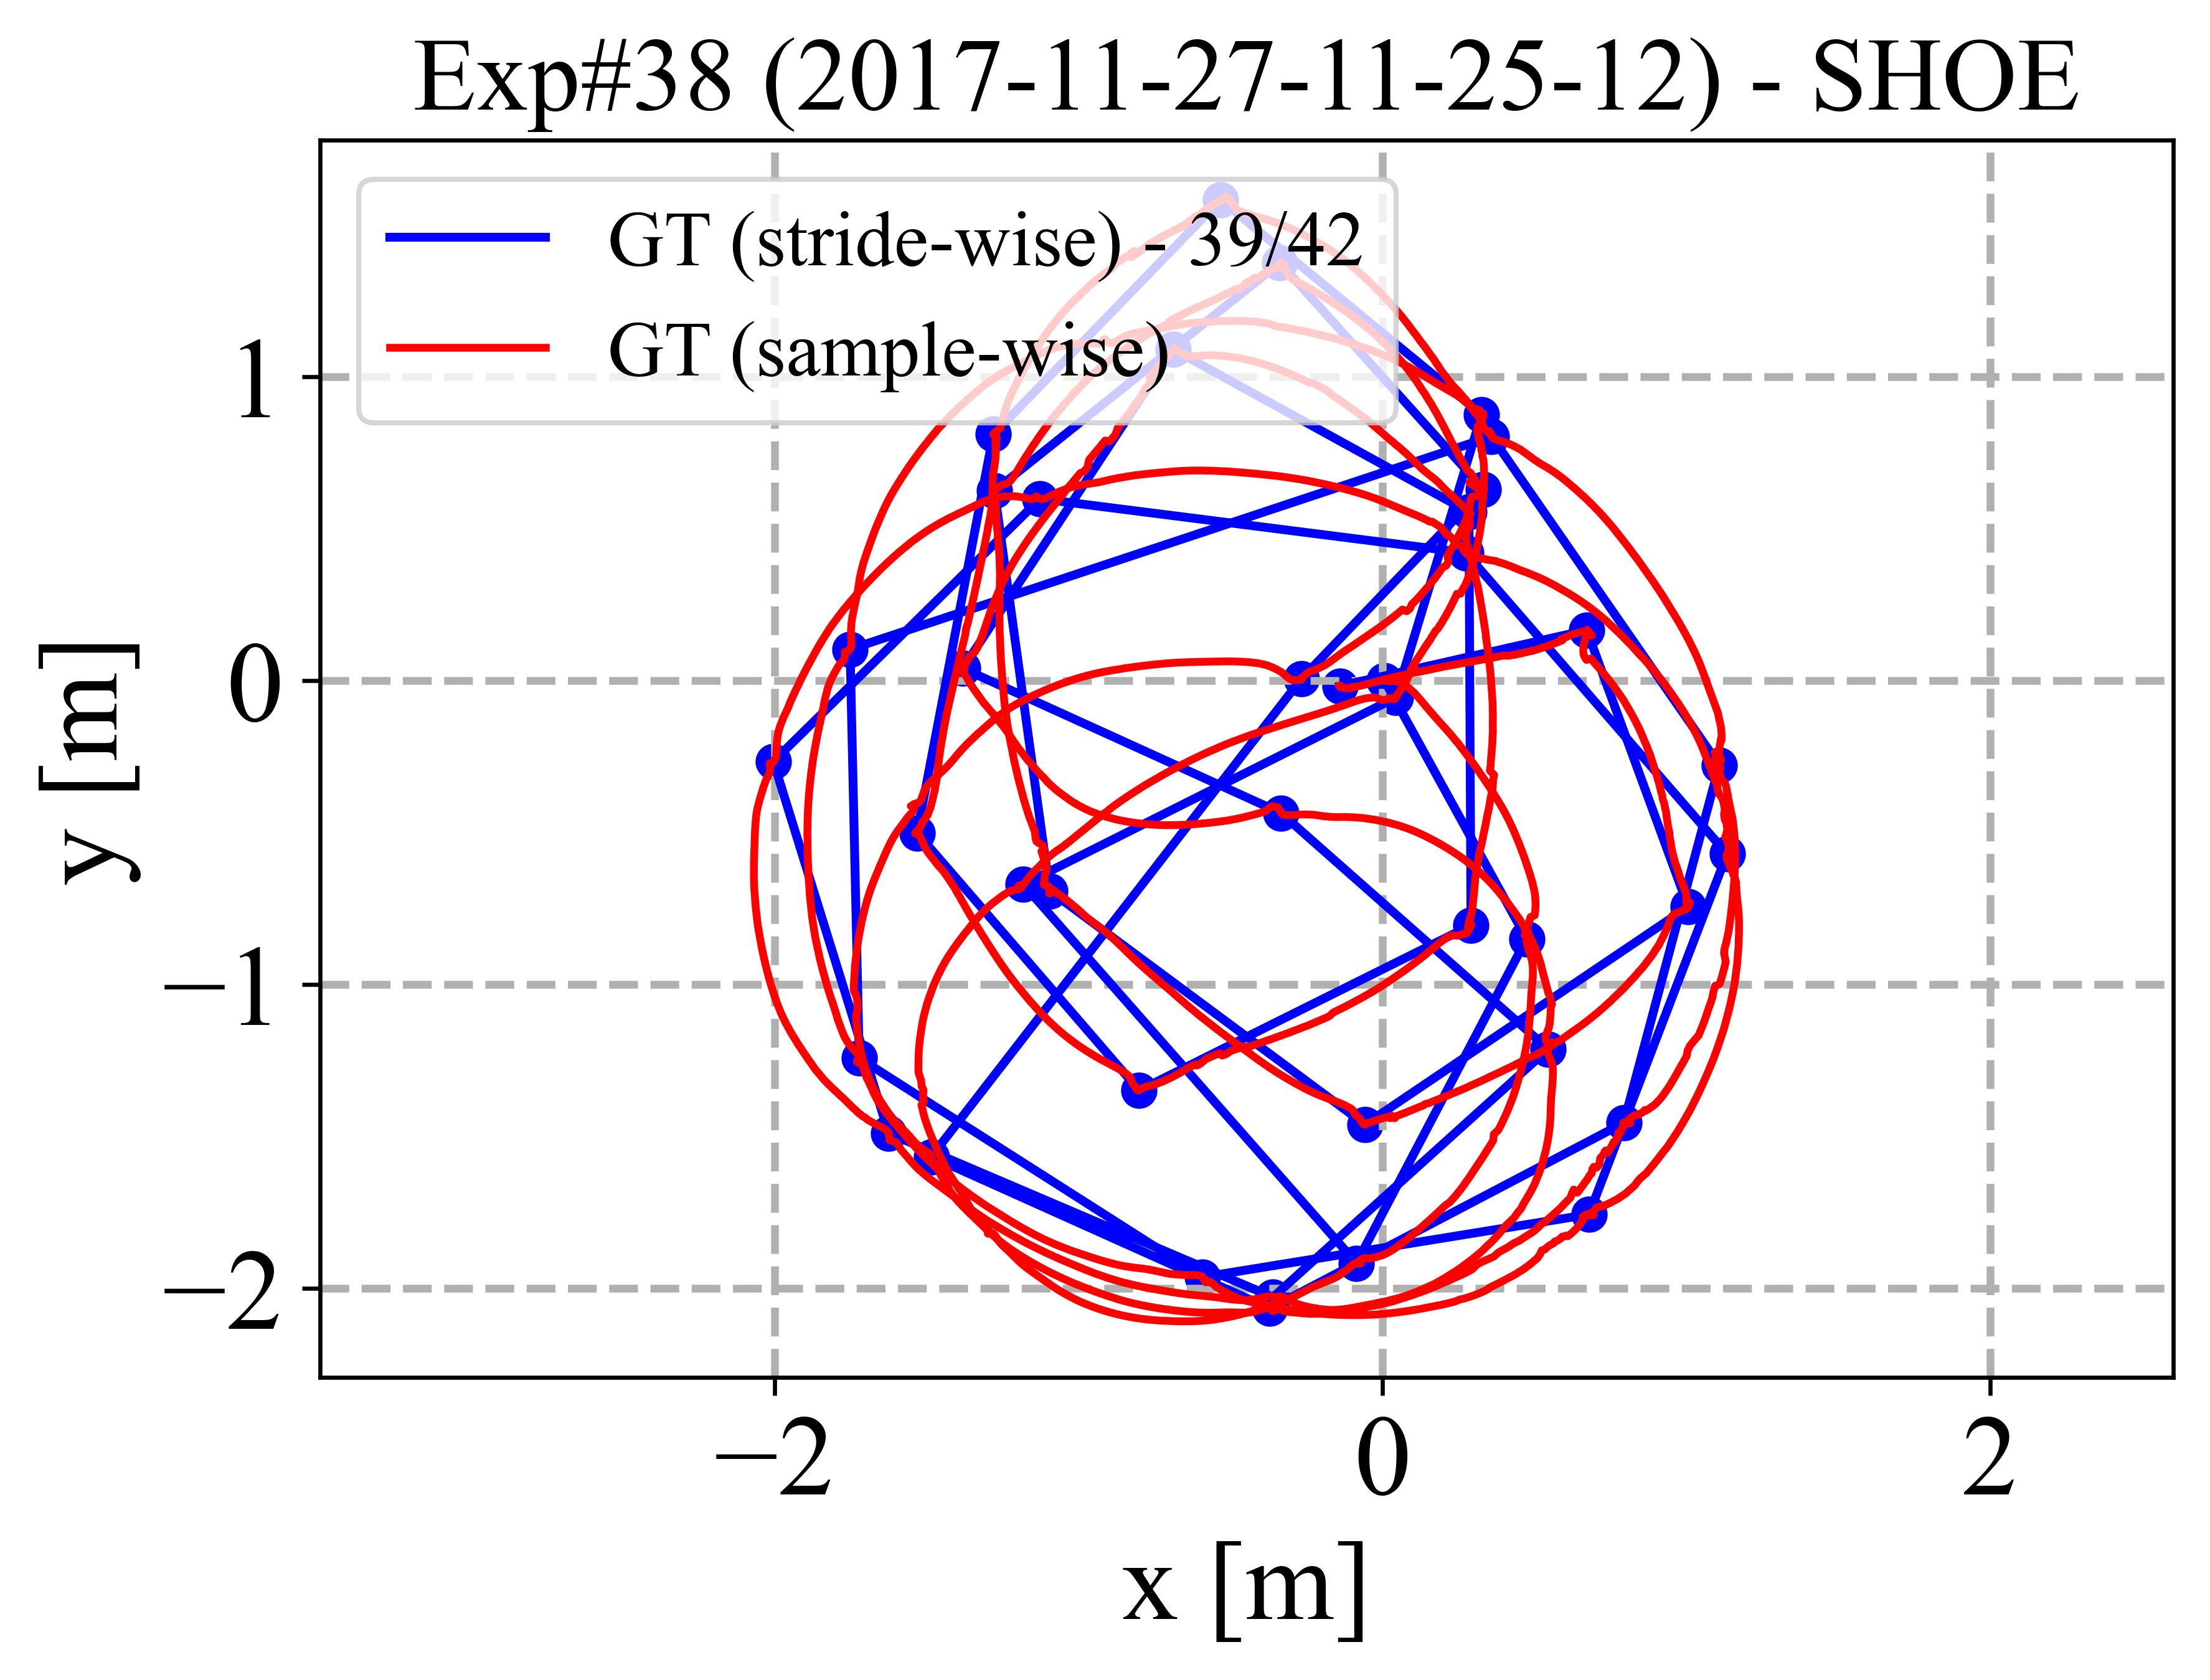 Exp#38 (2017-11-27-11-25-12) - SHOE
GT (stride-wise) - 39/42
GT (sample-wise)
1
0
−1
−2
y [m]
−2
0
2
x [m]